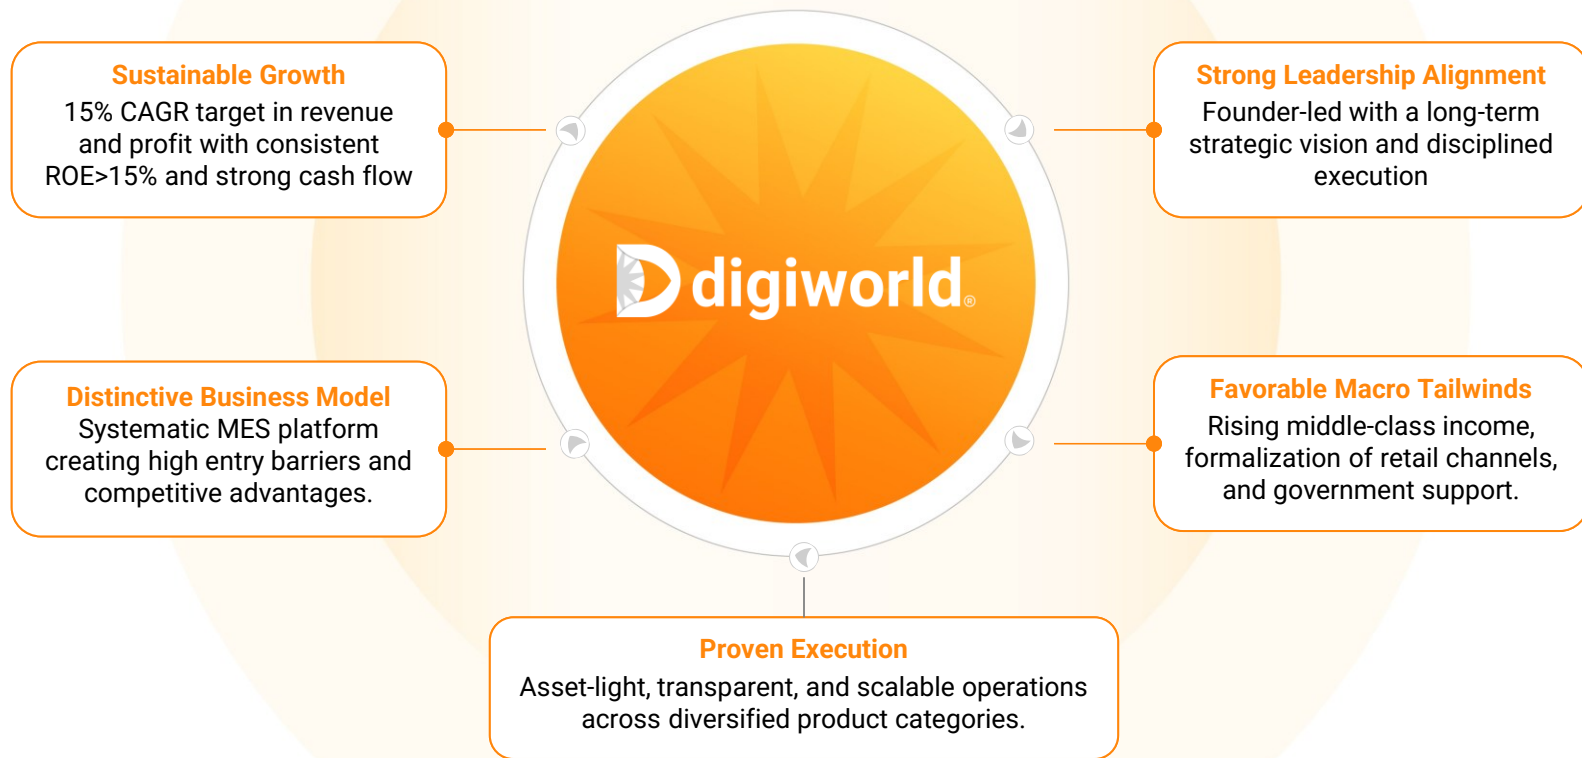 Sustainable Growth
15% CAGR target in revenue
and profit with consistent
ROE>15% and strong cash flow
Strong Leadership Alignment
Founder-led with a long-term
strategic vision and disciplined
execution
digiworld®
Distinctive Business Model
Systematic MES platform
creating high entry barriers and
competitive advantages.
Favorable Macro Tailwinds
Rising middle-class income,
formalization of retail channels,
and government support.
Proven Execution
Asset-light, transparent, and scalable operations
across diversified product categories.